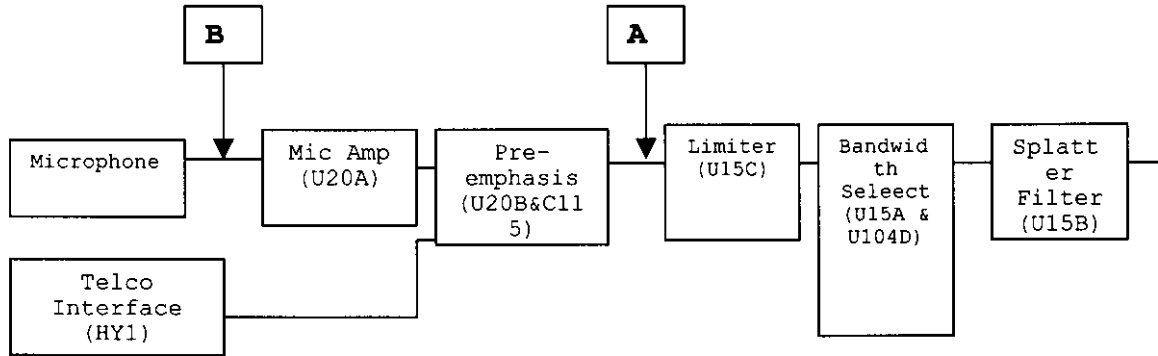 B
A
Microphone
Mic Amp
(U20A)
Pre-
emphasis
(U20B&C11
5)
Limiter
(U15C)
Bandwid
th
Seleect
(U15A &
U104D)
Splatt
er
Filter
(U15B)
Telco
Interface
(HY1)